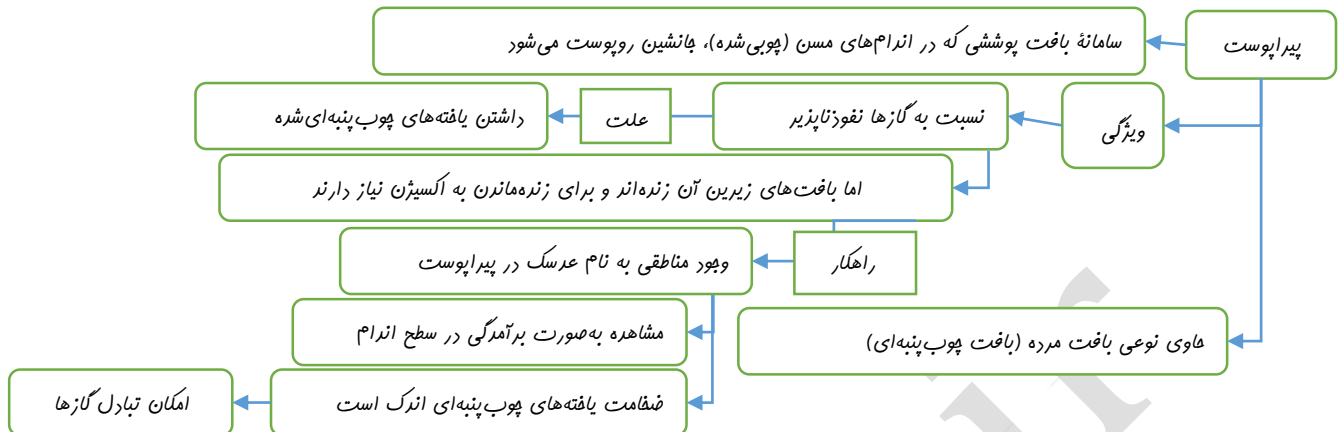 پیراپوست
سامانهٔ بافت پوششی که در اندام‌های مسن (چوبی‌شده)، جانشین روپوست می‌شود
ویژگی
نسبت به گازها نفوذناپذیر
علت
داشتن یاخته‌های چوب‌پنبه‌ای‌شده
اما بافت‌های زیرین آن زنده‌اند و برای زنده‌ماندن به اکسیژن نیاز دارند
راهکار
وجود مناطقی به نام عدسک در پیراپوست
مشاهده به‌صورت برآمدگی در سطح اندام
ضخامت یاخته‌های چوب‌پنبه‌ای اندک است
امکان تبادل گازها
حاوی نوعی بافت مرده (بافت چوب‌پنبه‌ای)